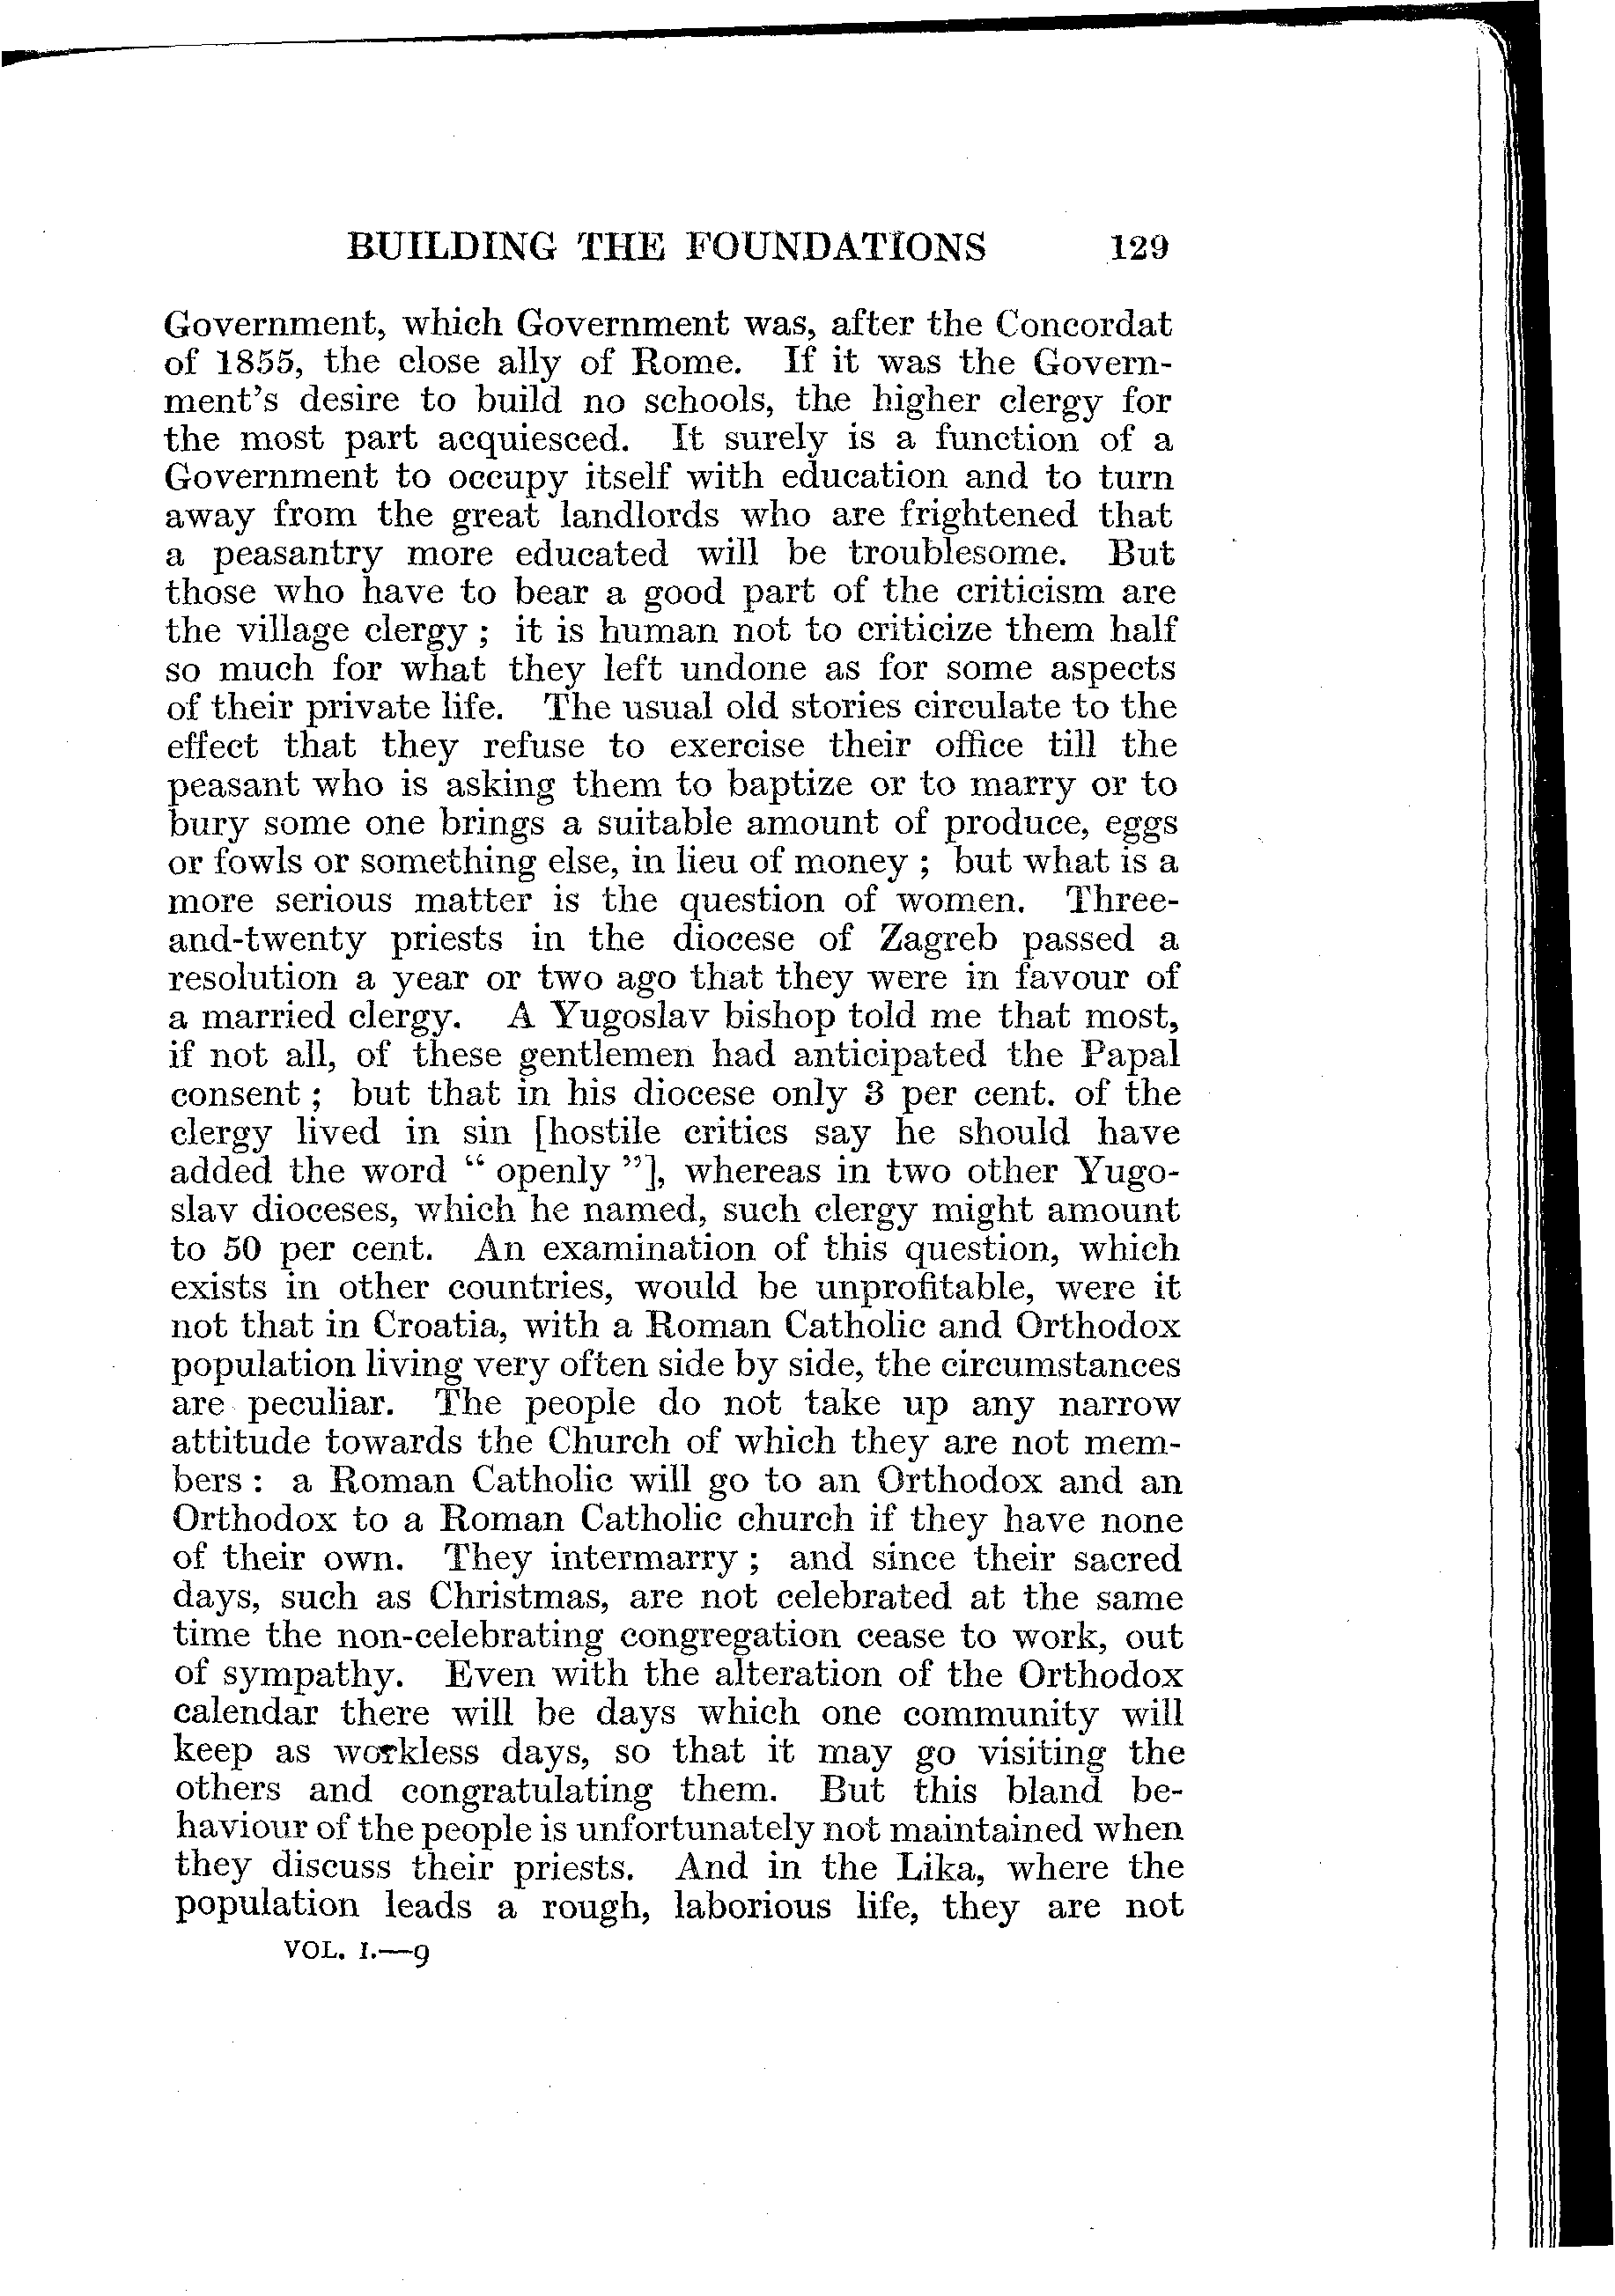 BUILDING THE FOUNDATIONS 129
Government, which Government was, after the Concordat
of 1855, the close ally of Rome. If it was the Govern-
ment's desire to build no schools, the higher clergy for
the most part acquiesced. It surely is a function of a
Government to occupy itself with education and to turn
away from the great landlords who are frightened that
a peasantry more educated will be troublesome. But
those who have to bear a good part of the criticism are
the village clergy ; it is human not to criticize them half
so much for what they left undone as for some aspects
of their private life. The usual old stories circulate to the
effect that they refuse to exercise their office till the
peasant who is asking them to baptize or to marry or to
bury some one brings a suitable amount of produce, eggs
or fowls or something else, in lieu of money ; but what is a
more serious matter is the question of women. Three-
and-twenty priests in the diocese of Zagreb passed a
resolution a year or two ago that they were in favour of
a married clergy. A Yugoslav bishop told me that most,
if not all, of these gentlemen had anticipated the Papal
consent ; but that in his diocese only 3 per cent. of the
clergy lived in sin [hostile critics say he should have
added the word “ openly ”], whereas in two other Yugo-
slav dioceses, which he named, such clergy might amount
to 50 per cent. An examination of this question, which
exists in other countries, would be unprofitable, were it
not that in Croatia, with a Roman Catholic and Orthodox
population living very often side by side, the circumstances
are peculiar. The people do not take up any narrow
attitude towards the Church of which they are not mem-
bers : a Roman Catholic will go to an Orthodox and an
Orthodox to a Roman Catholic church if they have none
of their own. They intermarry ; and since their sacred
days, such as Christmas, are not celebrated at the same
time the non-celebrating congregation cease to work, out
of sympathy. Even with the alteration of the Orthodox
calendar there will be days which one community will
keep as workless days, so that it may go visiting the
others and congratulating them. But this bland be-
haviour of the people is unfortunately not maintained when
they discuss their priests. And in the Lika, where the
population leads a rough, laborious life, they are not
VOL. I.—9